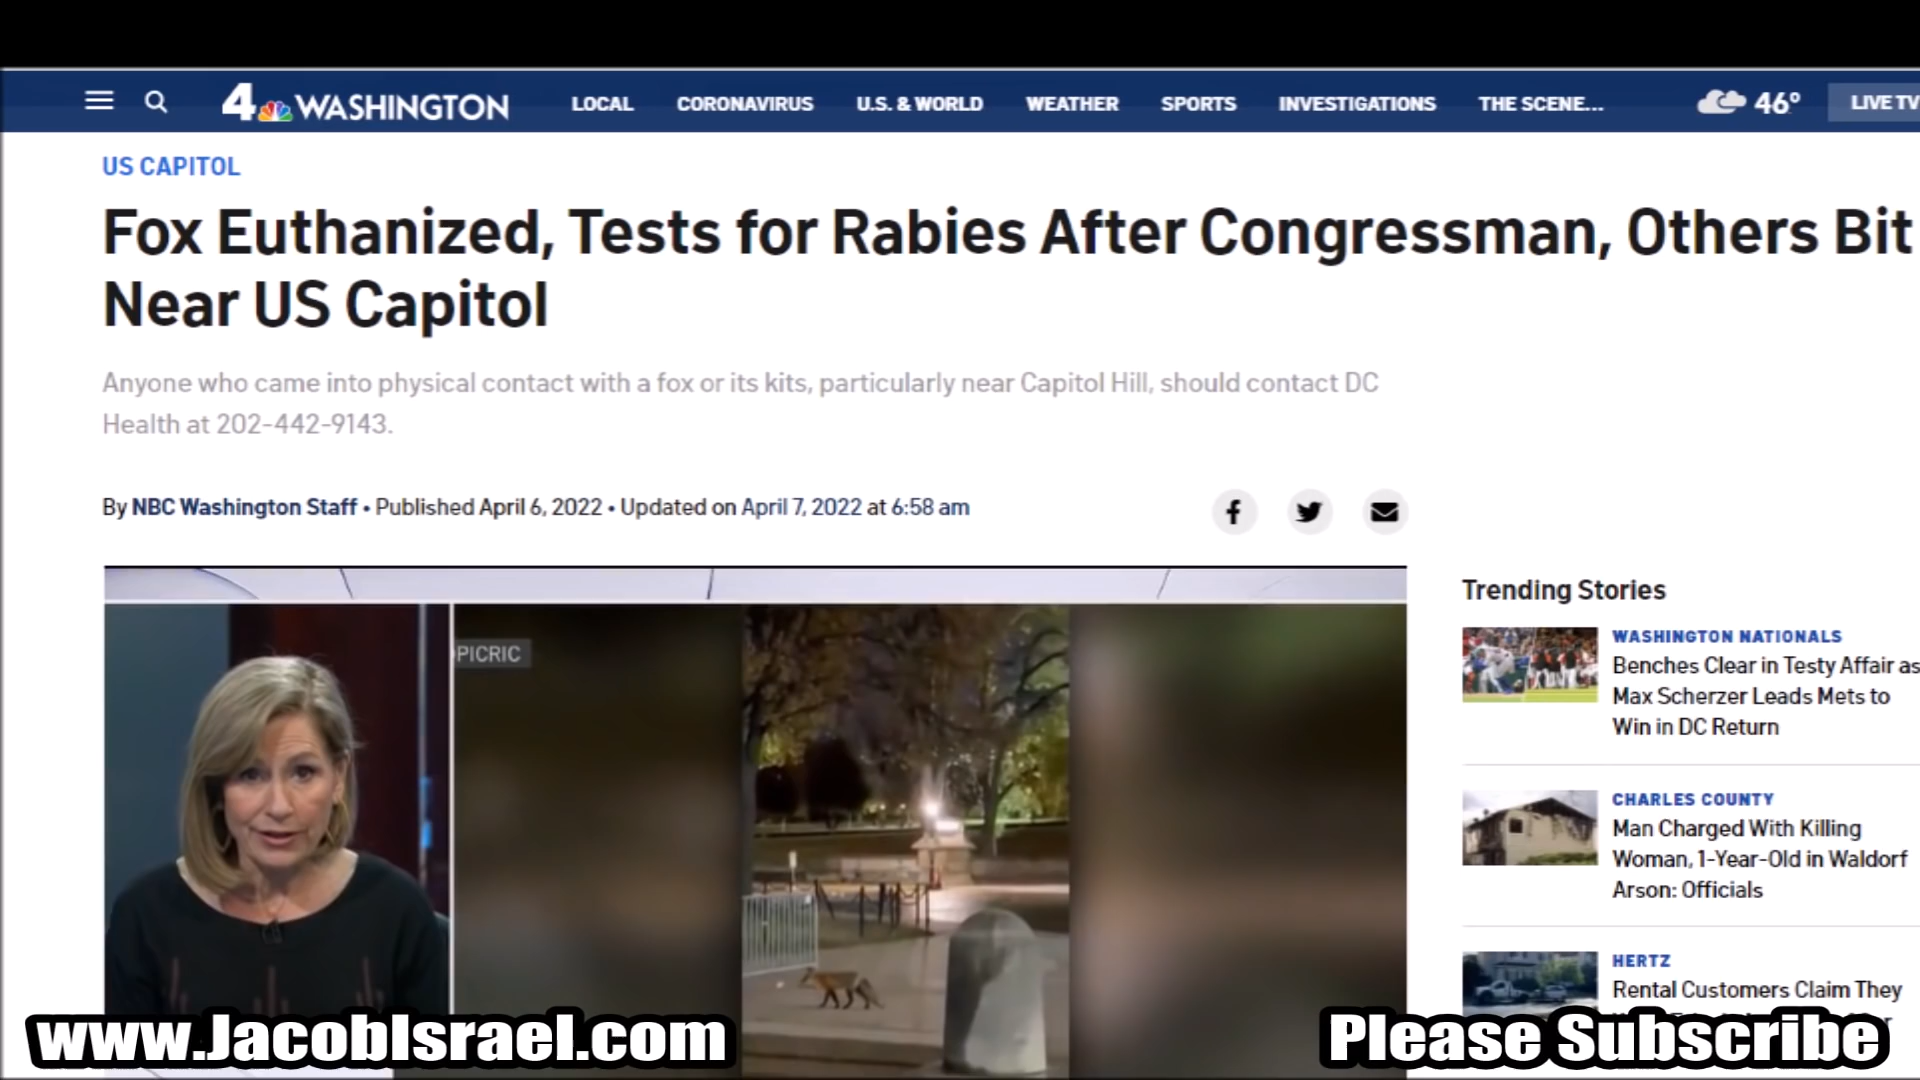 4 WASHINGTON LOCAL CORONAVIRUS U.S. & WORLD WEATHER SPORTS INVESTIGATIONS THE SCENE... 46° LIVE TV
US CAPITOL
Fox Euthanized, Tests for Rabies After Congressman, Others Bit
Near US Capitol
Anyone who came into physical contact with a fox or its kits, particularly near Capitol Hill, should contact DC
Health at 202-442-9143.
By NBC Washington Staff • Published April 6, 2022 • Updated on April 7, 2022 at 6:58 am
PICRIC
Trending Stories
WASHINGTON NATIONALS
Benches Clear in Testy Affair as
Max Scherzer Leads Mets to
Win in DC Return
CHARLES COUNTY
Man Charged With Killing
Woman, 1-Year-Old in Waldorf
Arson: Officials
HERTZ
Rental Customers Claim They
www.JacobIsrael.com
Please Subscribe